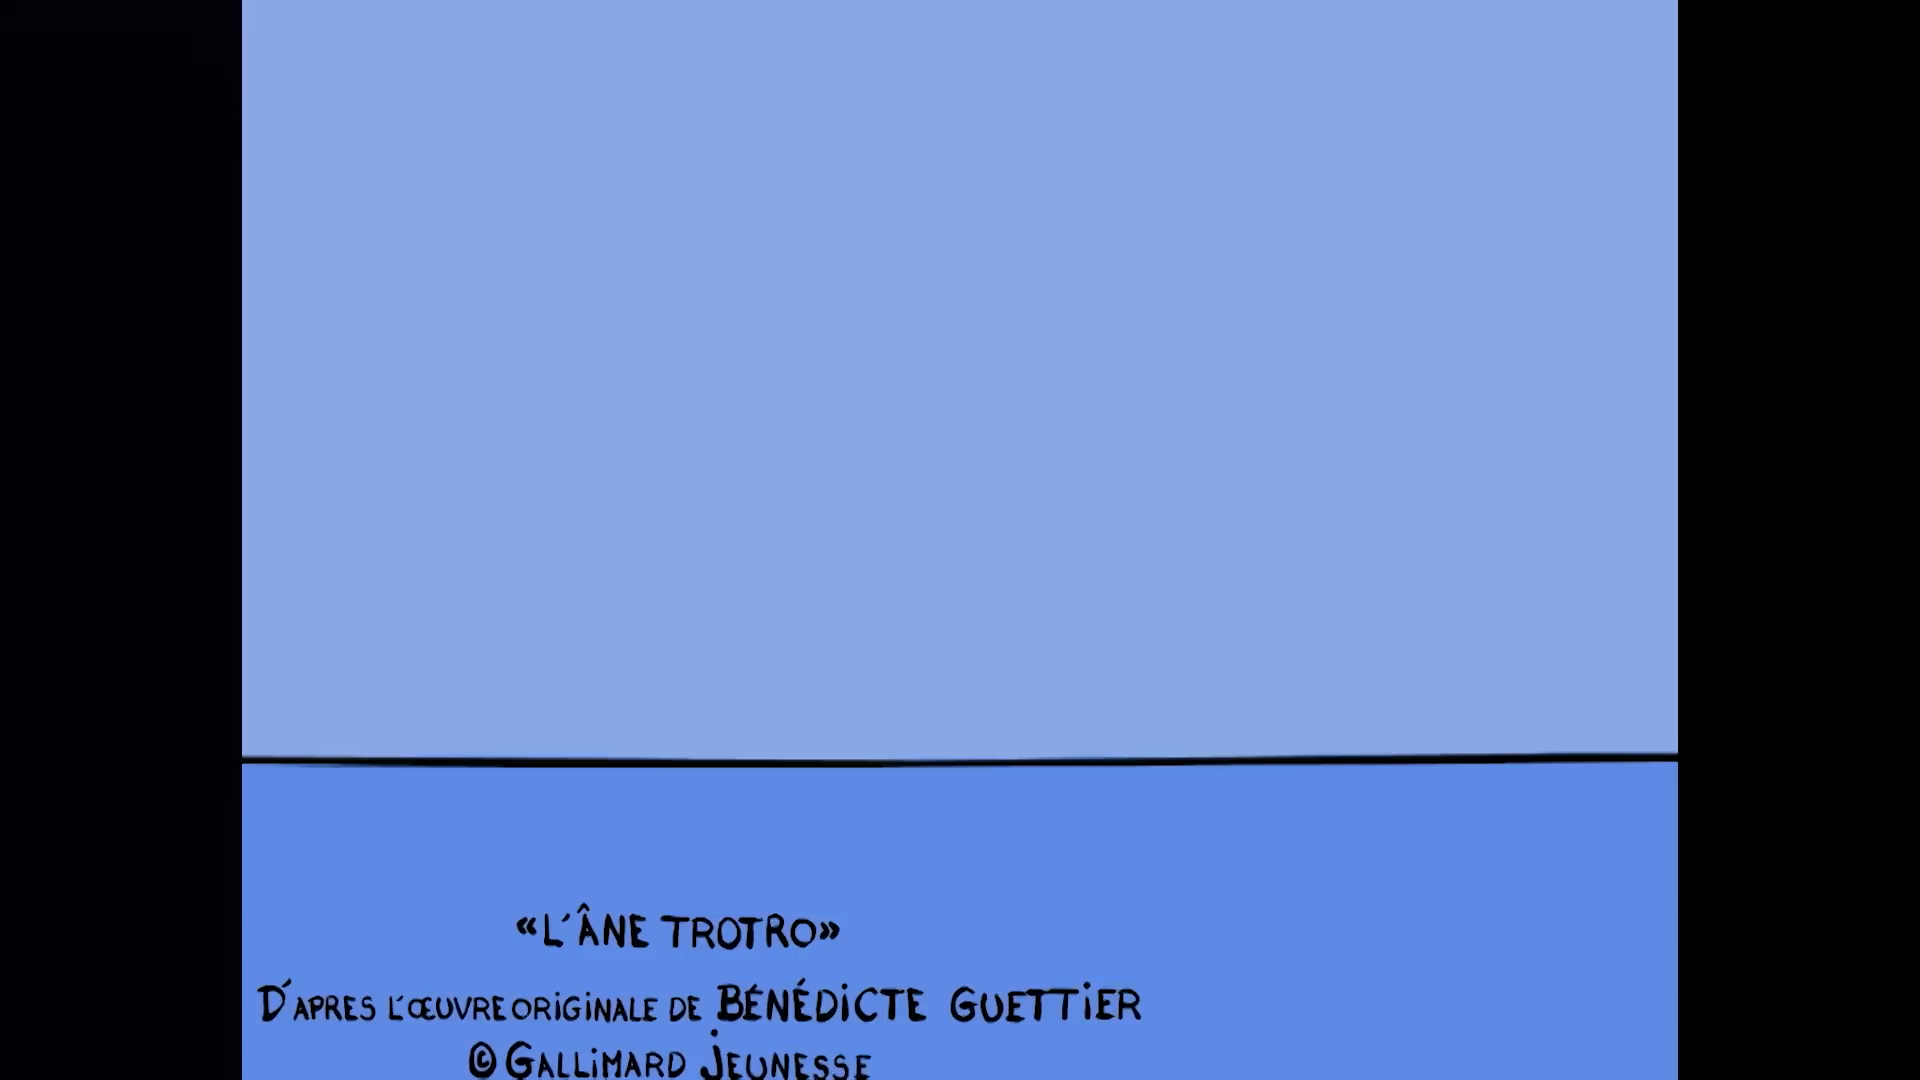 «L'ÂNE TROTRO»
D'APRES L'ŒUVRE ORIGINALE DE BÉNÉDICTE GUETTIER
© GALLIMARD JEUNESSE